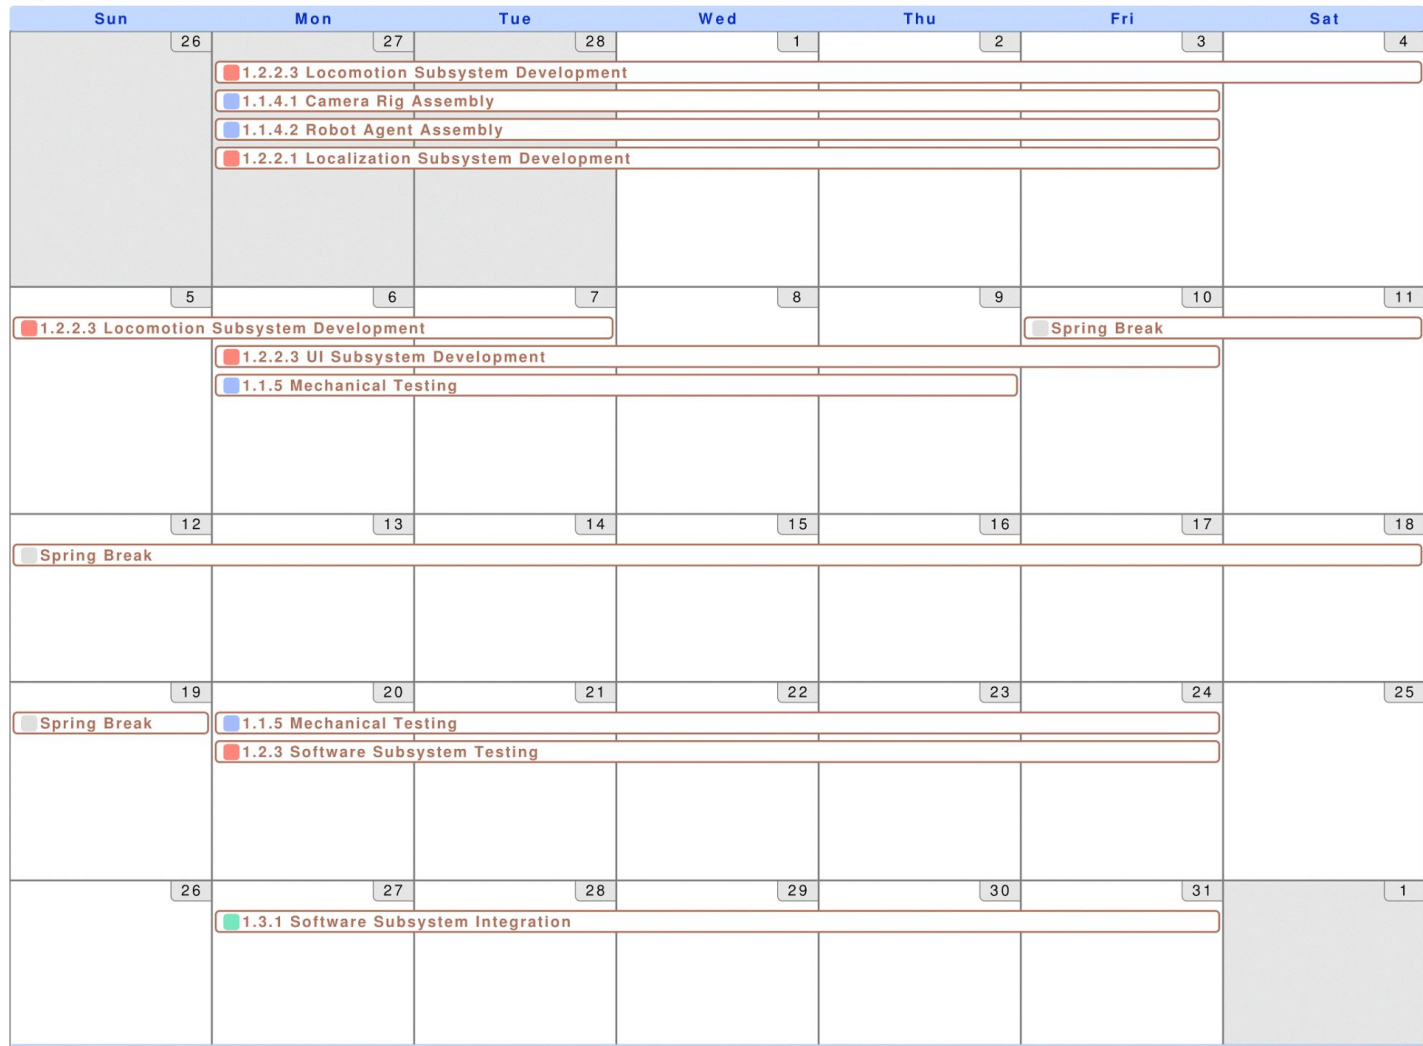 Sun Mon Tue Wed Thu Fri Sat
26 27 28 1 2 3 4
1.2.2.3 Locomotion Subsystem Development
1.1.4.1 Camera Rig Assembly
1.1.4.2 Robot Agent Assembly
1.2.2.1 Localization Subsystem Development
5 6 7 8 9 10 11
1.2.2.3 Locomotion Subsystem Development Spring Break
1.2.2.3 UI Subsystem Development
1.1.5 Mechanical Testing
12 13 14 15 16 17 18
Spring Break
19 20 21 22 23 24 25
Spring Break 1.1.5 Mechanical Testing
1.2.3 Software Subsystem Testing
26 27 28 29 30 31 1
1.3.1 Software Subsystem Integration